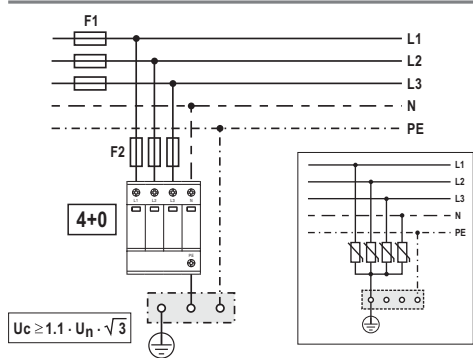 F1
L1
L2
L3
N
PE
F2
L1 L2 L3 N
4+0
PE
Uc ≥ 1.1 · Un · √3
L1
L2
L3
N
PE